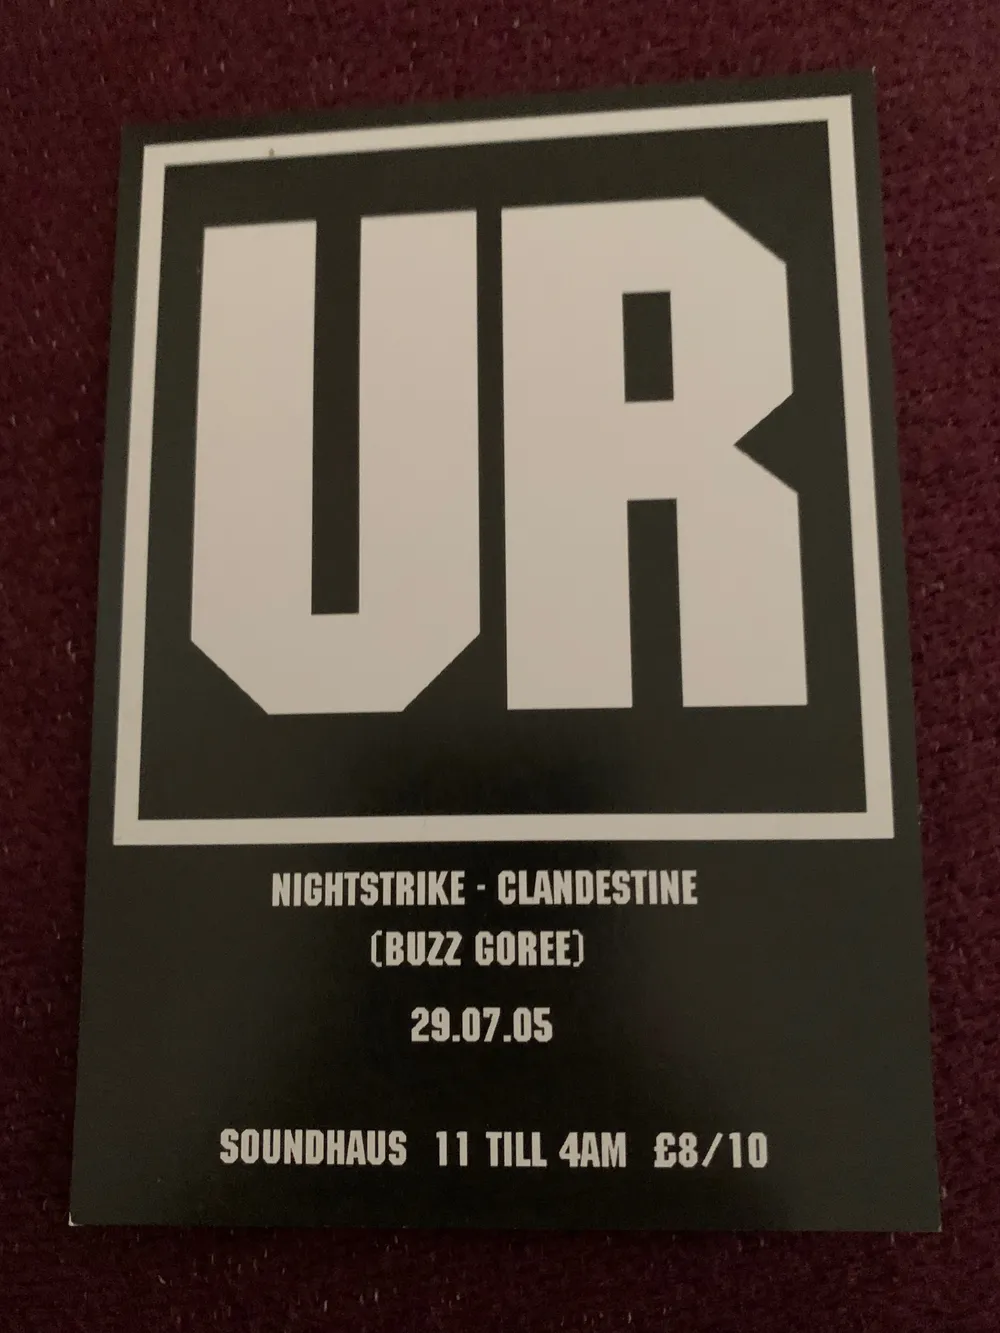 UR
NIGHTSTRIKE - CLANDESTINE
(BUZZ GOREE)
29.07.05
SOUNDHAUS 11 TILL 4AM £8/10